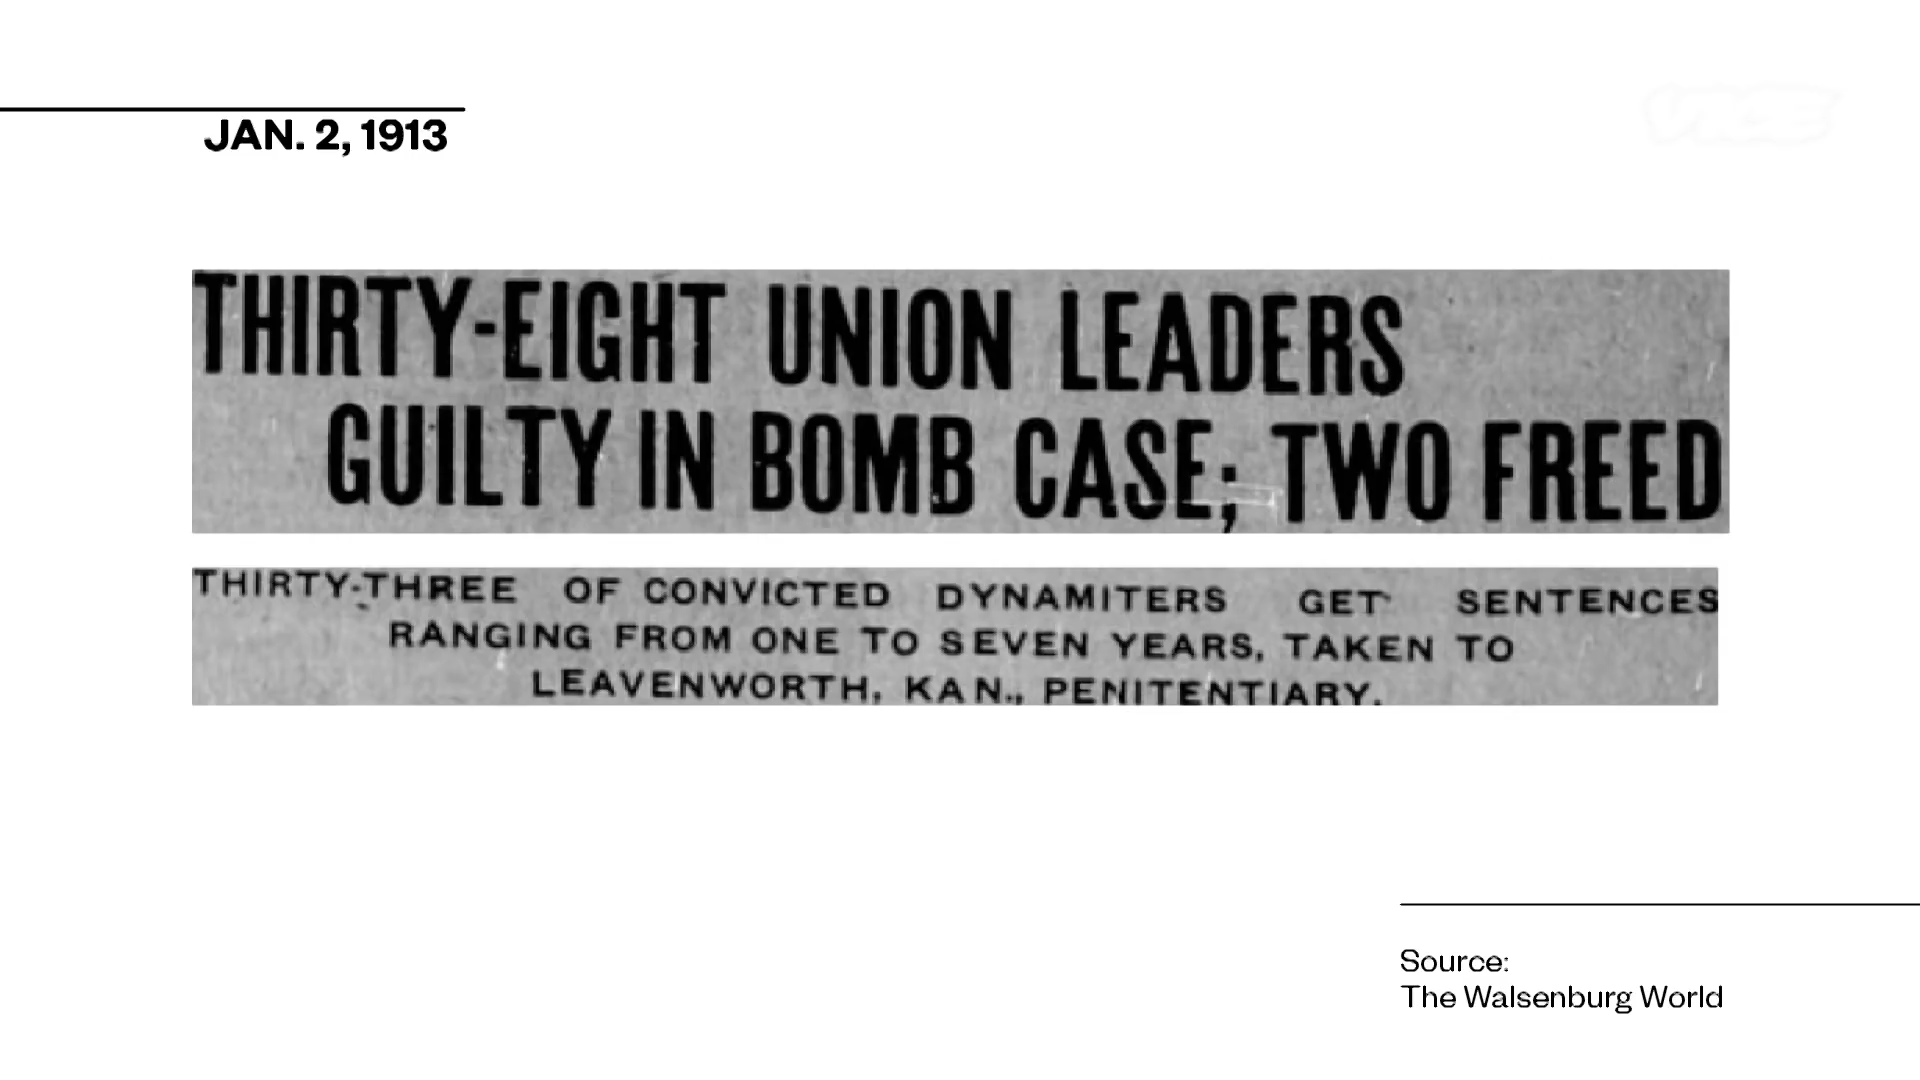 JAN. 2, 1913
VICE
THIRTY-EIGHT UNION LEADERS
GUILTY IN BOMB CASE; TWO FREED
THIRTY-THREE OF CONVICTED DYNAMITERS GET SENTENCES
RANGING FROM ONE TO SEVEN YEARS, TAKEN TO
LEAVENWORTH, KAN., PENITENTIARY.
Source:
The Walsenburg World